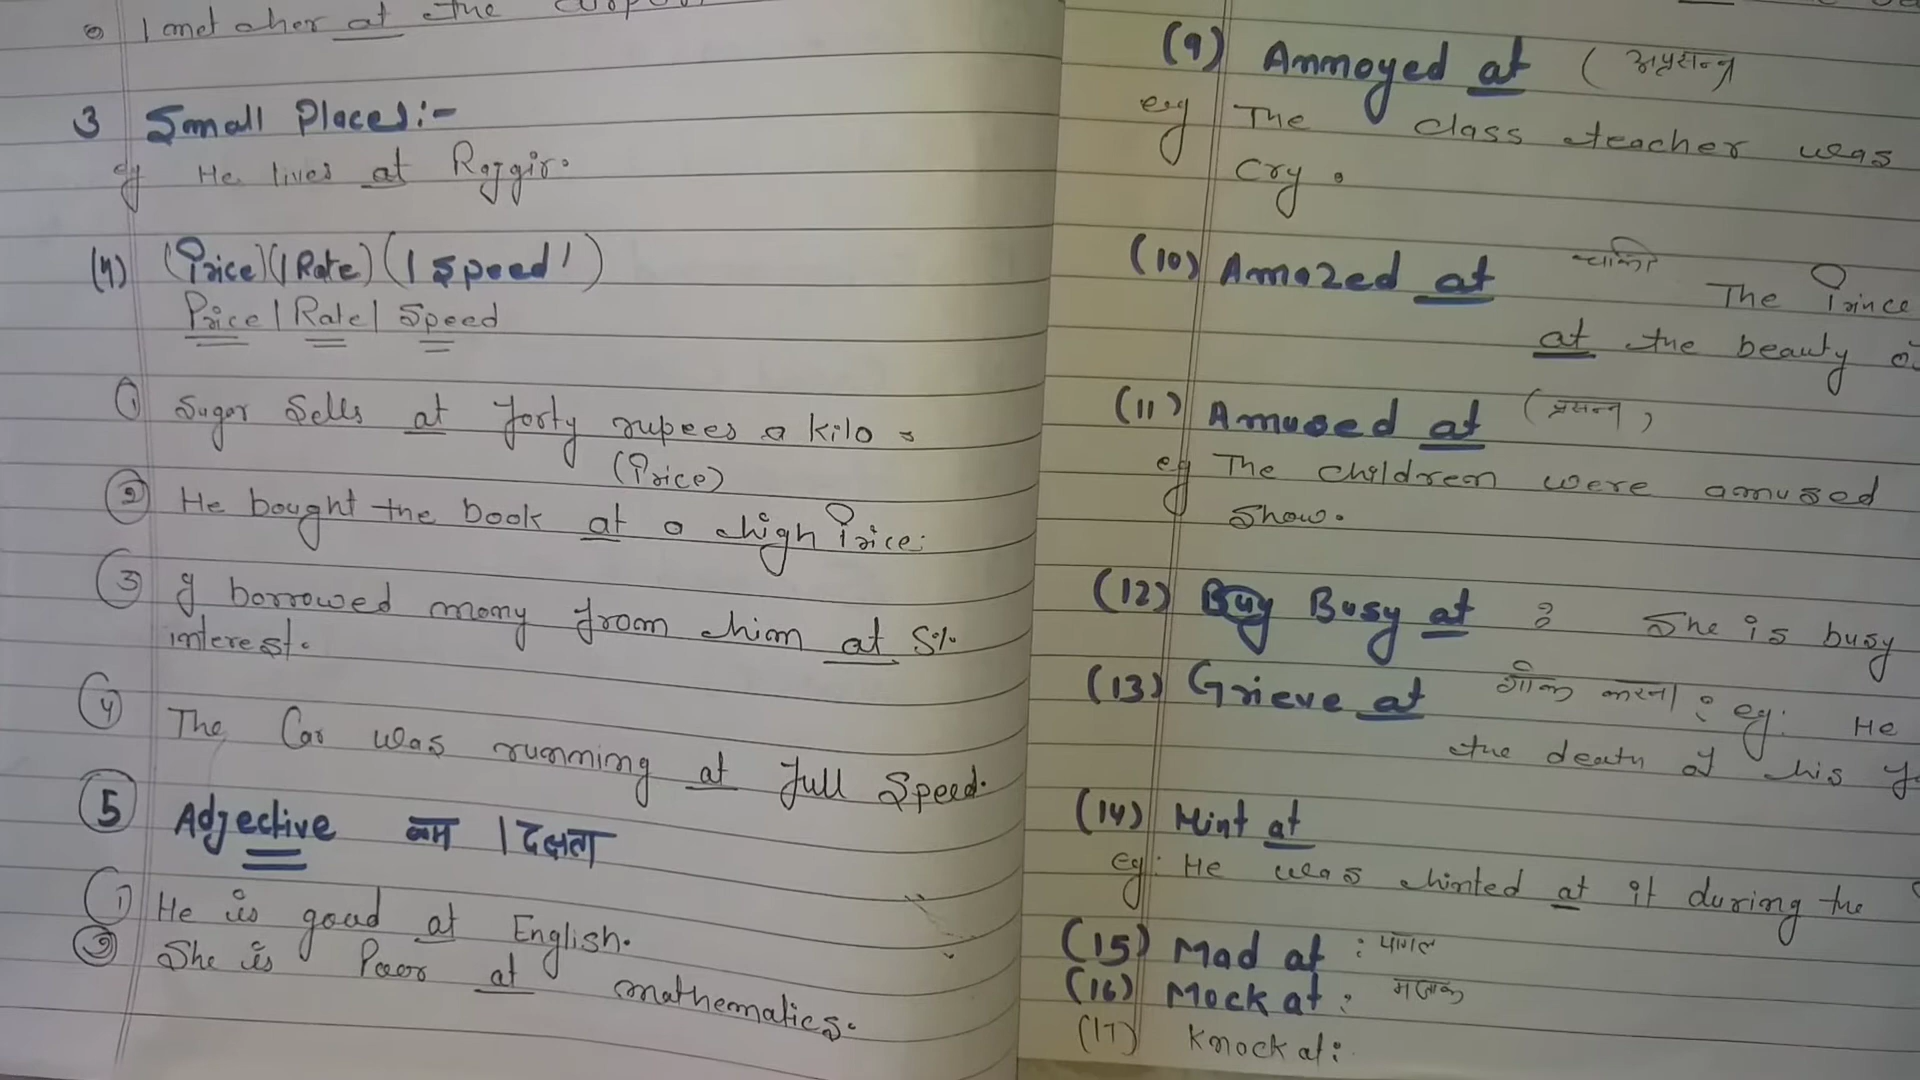 I met her at the
3 Small Places:-
eg He lives at Rajgir.
(4) (Price)(Rate)(Speed)
Price | Rate | Speed
① Sugar Sells at forty rupees a kilo.
(Price)
② He bought the book at a high Price.
③ I borrowed mony from him at 5%
interest.
④ The Car was running at full Speed.
⑤ Adjective कम | दक्षता
① He is good at English.
② She is Poor at mathematics.
(9) Annoyed at (अप्रसन्न)
eg The class teacher was
cry.
(10) Amazed at
The Prince
at the beauty
(11) Amused at (प्रसन्न)
eg The children were amused
Show.
(12) Busy at : She is busy
(13) Grieve at शोक करना : eg: He
the death of his
(14) Hint at
eg: He was hinted at it during the
(15) Mad at : पागल
(16) Mock at : मजाक
(17) Knock at :